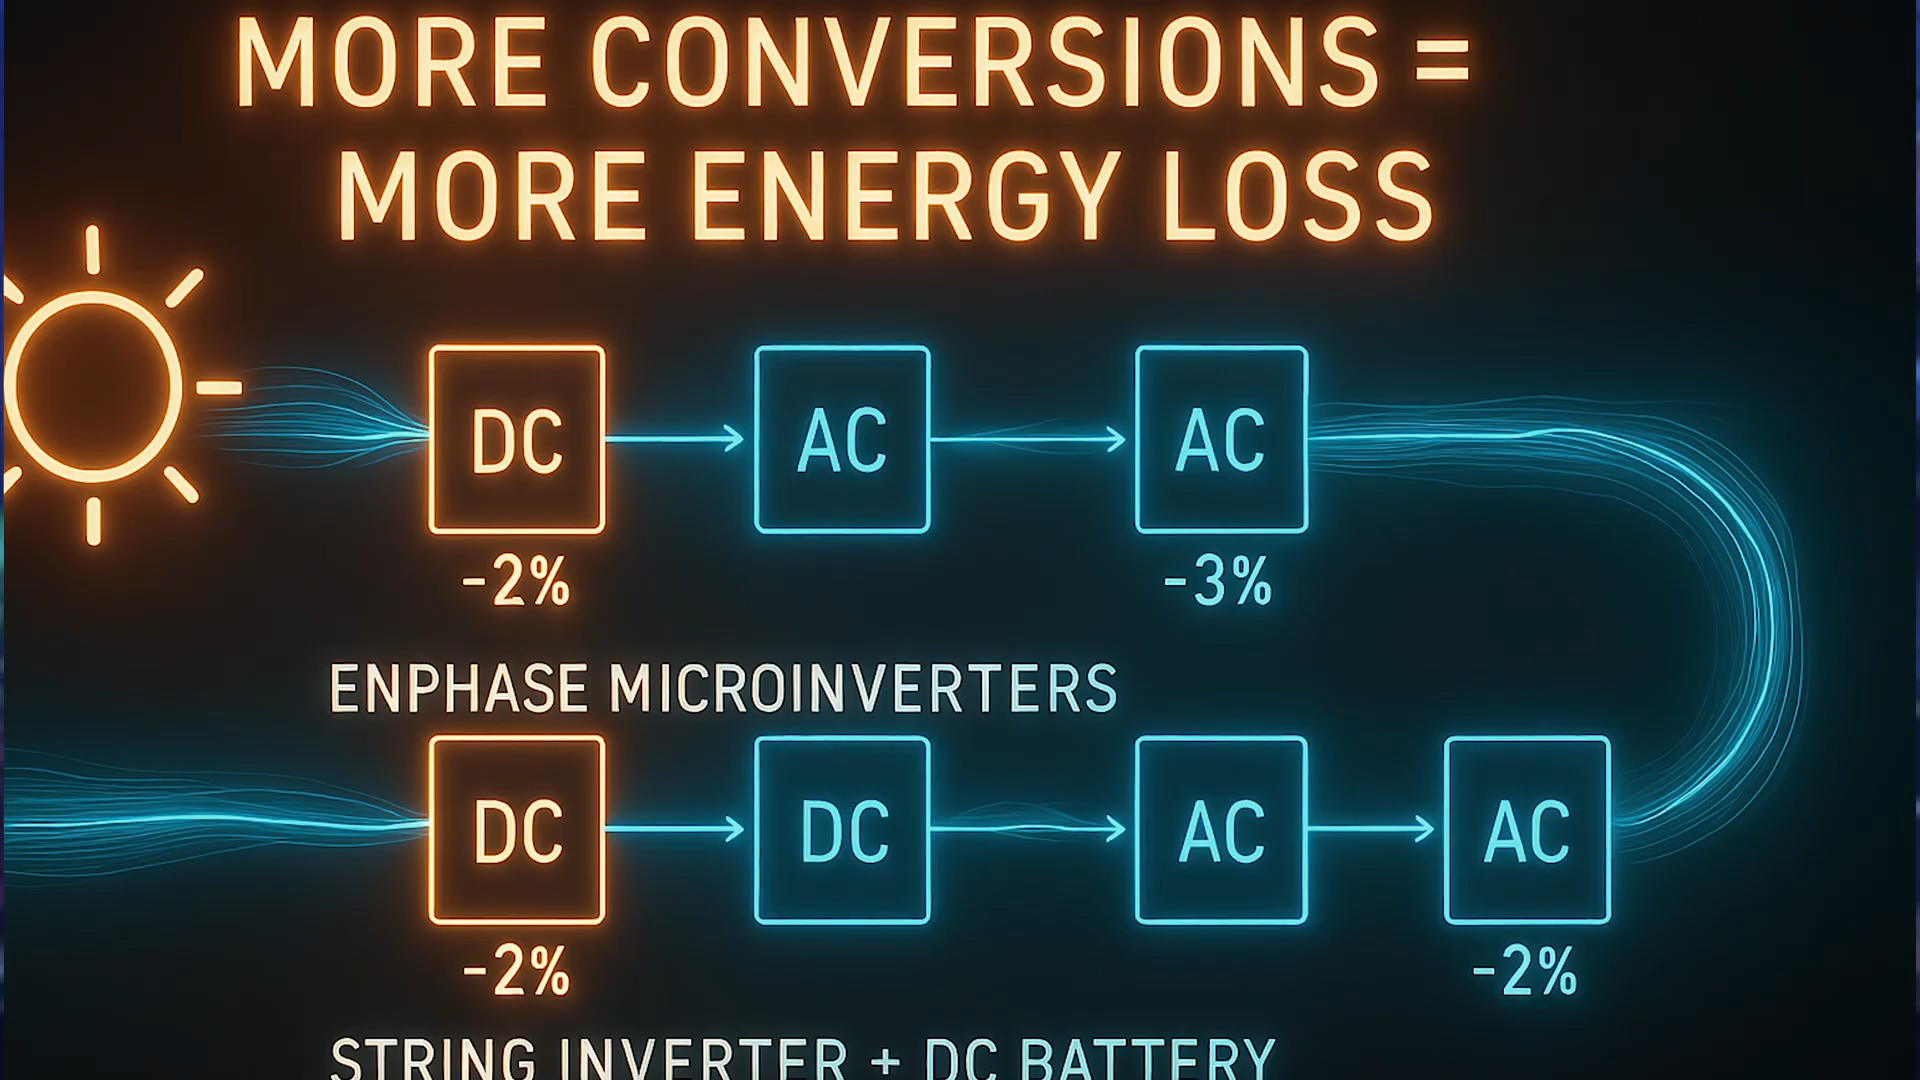 MORE CONVERSIONS =
MORE ENERGY LOSS
DC AC AC
-2% -3%
ENPHASE MICROINVERTERS
DC DC AC AC
-2% -2%
STRING INVERTER + DC BATTERY